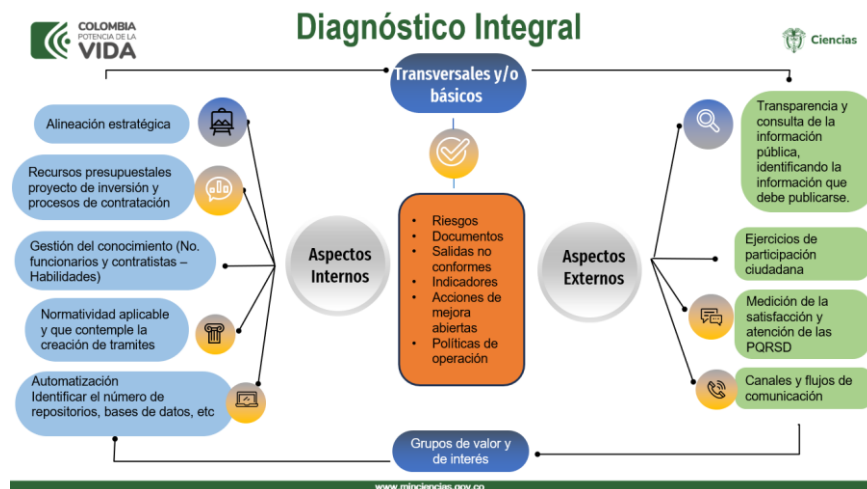 COLOMBIA
POTENCIA DE LA
VIDA
Diagnóstico Integral
Ciencias
Transversales y/o
básicos
Alineación estratégica
Recursos presupuestales
proyecto de inversión y
procesos de contratación
Gestión del conocimiento (No.
funcionarios y contratistas –
Habilidades)
Normatividad aplicable
y que contemple la
creación de tramites
Automatización
Identificar el número de
repositorios, bases de datos, etc
Aspectos
Internos
• Riesgos
• Documentos
• Salidas no
conformes
• Indicadores
• Acciones de
mejora
abiertas
• Políticas de
operación
Aspectos
Externos
Transparencia y
consulta de la
información
pública,
identificando la
información que
debe publicarse.
Ejercicios de
participación
ciudadana
Medición de la
satisfacción y
atención de las
PQRSD
Canales y flujos de
comunicación
Grupos de valor y
de interés
www.minciencias.gov.co